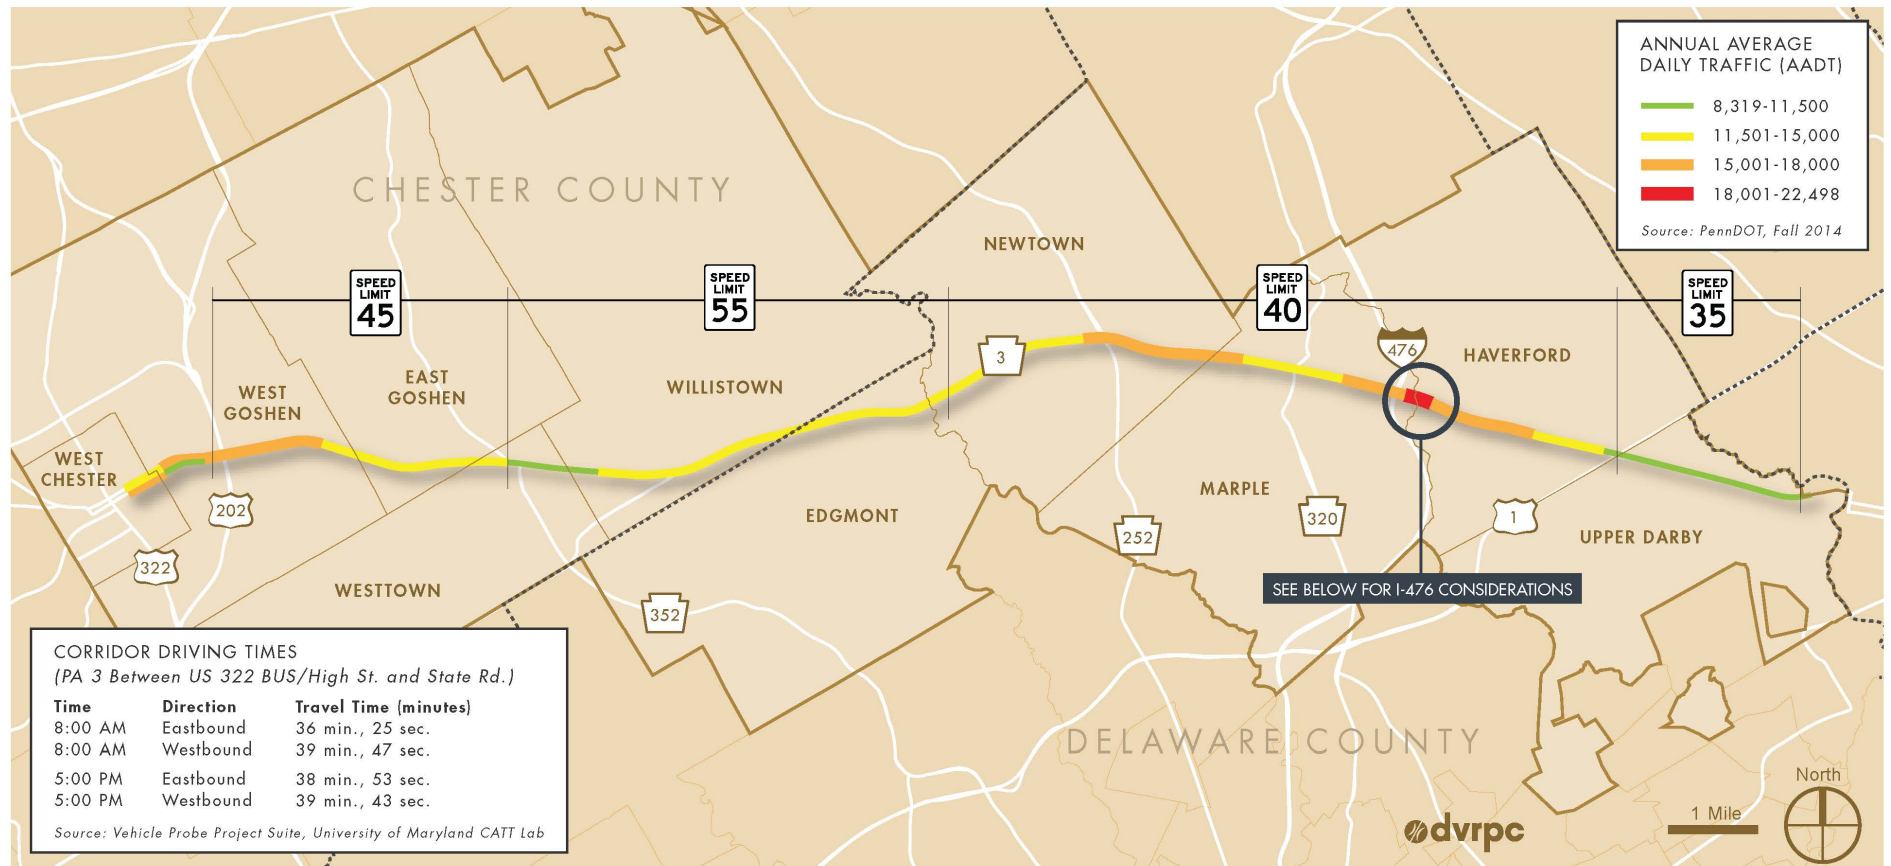 ANNUAL AVERAGE
DAILY TRAFFIC (AADT)
8,319-11,500
11,501-15,000
15,001-18,000
18,001-22,498
Source: PennDOT, Fall 2014
CHESTER COUNTY
NEWTOWN
SPEED
LIMIT
45
SPEED
LIMIT
55
SPEED
LIMIT
40
SPEED
LIMIT
35
3
476
HAVERFORD
WEST
GOSHEN
EAST
GOSHEN
WILLISTOWN
WEST
CHESTER
202
322
WESTTOWN
EDGMONT
352
MARPLE
252
320
1
UPPER DARBY
SEE BELOW FOR I-476 CONSIDERATIONS
CORRIDOR DRIVING TIMES
(PA 3 Between US 322 BUS/High St. and State Rd.)
Time Direction Travel Time (minutes)
8:00 AM Eastbound 36 min., 25 sec.
8:00 AM Westbound 39 min., 47 sec.
5:00 PM Eastbound 38 min., 53 sec.
5:00 PM Westbound 39 min., 43 sec.
Source: Vehicle Probe Project Suite, University of Maryland CATT Lab
DELAWARE COUNTY
dvrpc
1 Mile
North